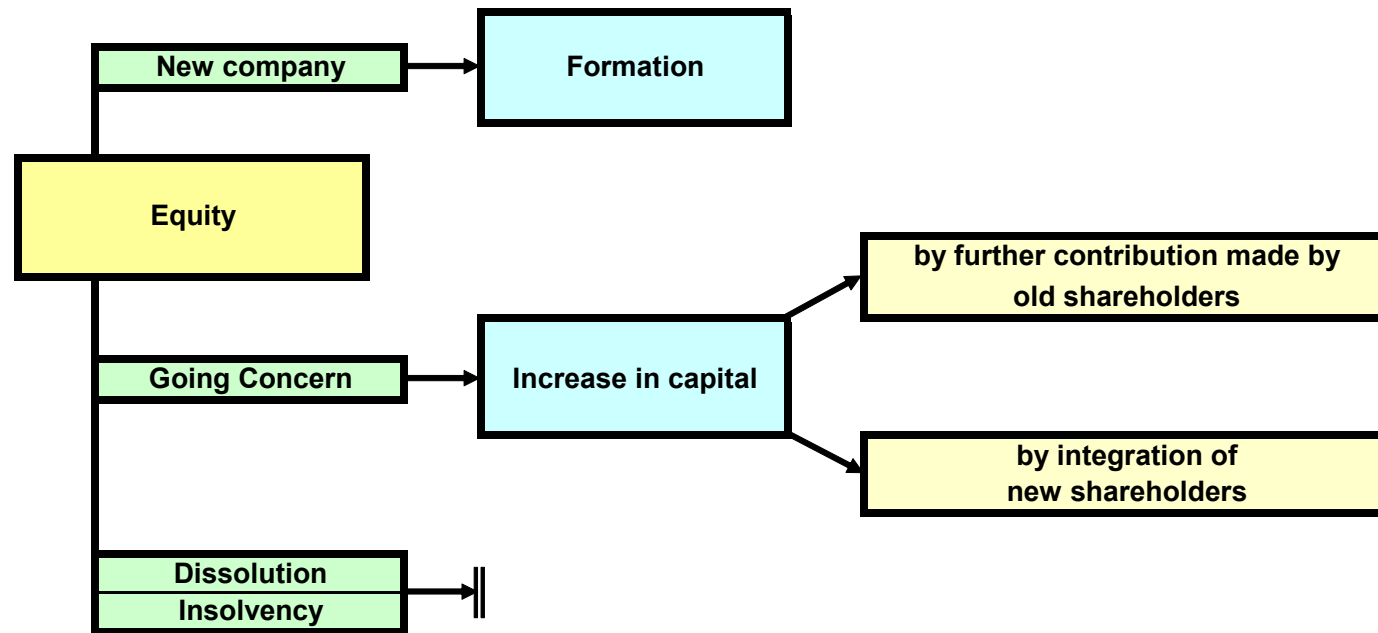 New company
Formation
Equity
by further contribution made by
old shareholders
Going Concern
Increase in capital
by integration of
new shareholders
Dissolution
Insolvency